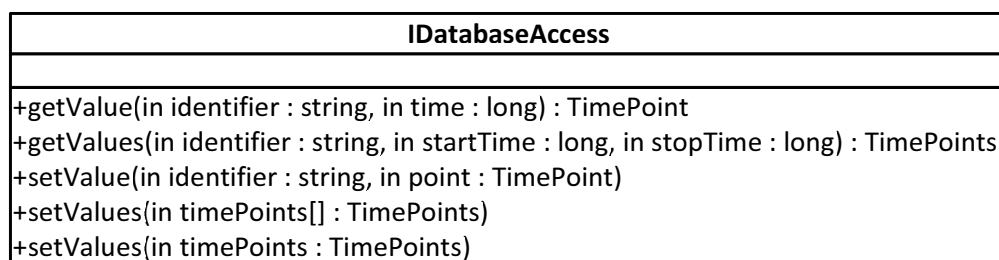 IDatabaseAccess
+getValue(in identifier : string, in time : long) : TimePoint
+getValues(in identifier : string, in startTime : long, in stopTime : long) : TimePoints
+setValue(in identifier : string, in point : TimePoint)
+setValues(in timePoints[] : TimePoints)
+setValues(in timePoints : TimePoints)